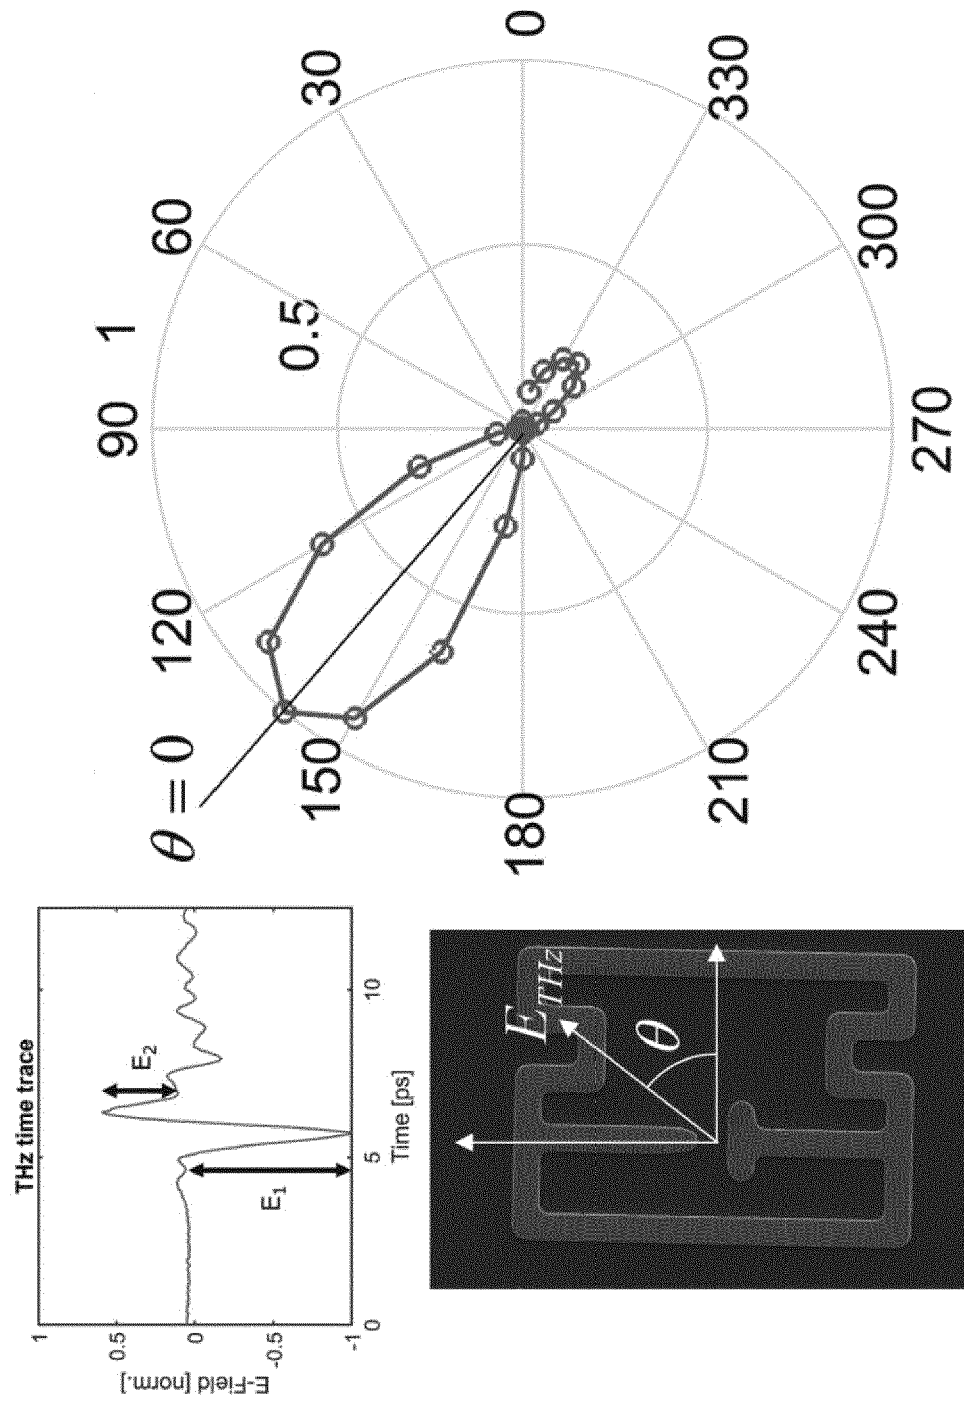 THz time trace
E-Field [norm.]
1
0.5
0
-0.5
-1
E₁
E₂
0
5
10
Time [ps]
E_THz
θ
θ = 0
0
30
60
90
120
150
180
210
240
270
300
330
0.5
1